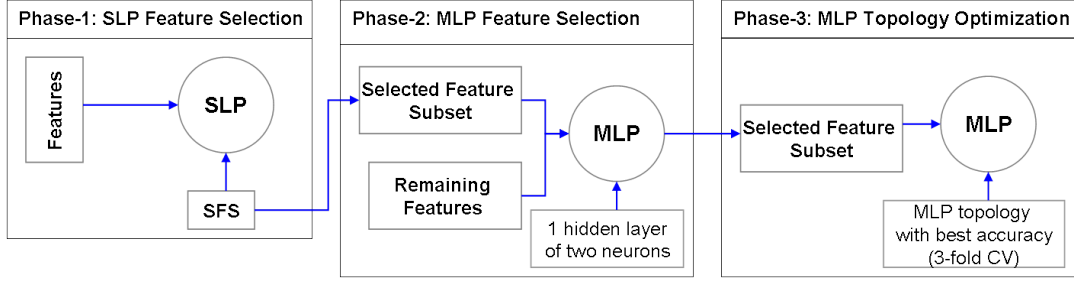 Phase-1: SLP Feature Selection
Features
SLP
SFS
Phase-2: MLP Feature Selection
Selected Feature
Subset
Remaining
Features
MLP
1 hidden layer
of two neurons
Phase-3: MLP Topology Optimization
Selected Feature
Subset
MLP
MLP topology
with best accuracy
(3-fold CV)